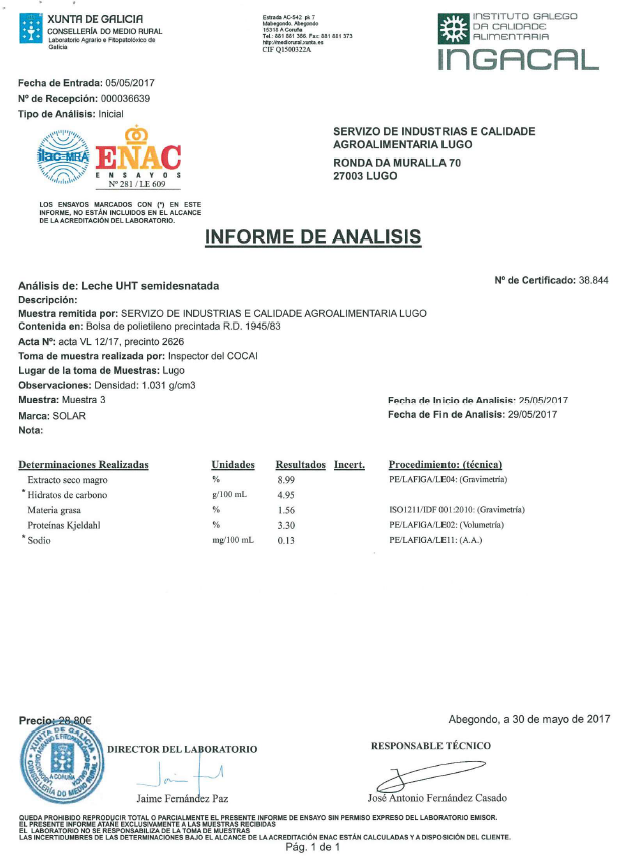 XUNTA DE GALICIA
CONSELLERÍA DO MEDIO RURAL
Laboratorio Agrario e Fitopatolóxico de
Galicia
Estrada AC-542 pk 7
Mabegondo. Abegondo
15318 A Coruña
Tel.: 881 881 366. Fax: 881 881 373
http://mediorural.xunta.es
CIF Q1500322A
INSTITUTO GALEGO
DA CALIDADE
ALIMENTARIA
INGACAL
Fecha de Entrada: 05/05/2017
Nº de Recepción: 000036639
Tipo de Análisis: Inicial
ilac-MRA
ENAC
ENSAYOS
Nº 281 / LE 609
SERVIZO DE INDUSTRIAS E CALIDADE
AGROALIMENTARIA LUGO
RONDA DA MURALLA 70
27003 LUGO
LOS ENSAYOS MARCADOS CON (*) EN ESTE
INFORME, NO ESTÁN INCLUIDOS EN EL ALCANCE
DE LA ACREDITACIÓN DEL LABORATORIO.
INFORME DE ANALISIS
Nº de Certificado: 38.844
Análisis de: Leche UHT semidesnatada
Descripción:
Muestra remitida por: SERVIZO DE INDUSTRIAS E CALIDADE AGROALIMENTARIA LUGO
Contenida en: Bolsa de polietileno precintada R.D. 1945/83
Acta Nº: acta VL 12/17, precinto 2626
Toma de muestra realizada por: Inspector del COCAI
Lugar de la toma de Muestras: Lugo
Observaciones: Densidad: 1.031 g/cm3
Muestra: Muestra 3 Fecha de Inicio de Analisis: 25/05/2017
Marca: SOLAR Fecha de Fin de Analisis: 29/05/2017
Nota:
Determinaciones Realizadas Unidades Resultados Incert. Procedimiento: (técnica)
Extracto seco magro % 8.99 PE/LAFIGA/LE04: (Gravimetría)
* Hidratos de carbono g/100 mL 4.95
Materia grasa % 1.56 ISO1211/IDF 001:2010: (Gravimetría)
Proteínas Kjeldahl % 3.30 PE/LAFIGA/LE02: (Volumetría)
* Sodio mg/100 mL 0.13 PE/LAFIGA/LE11: (A.A.)
Precio: 28,80€
Abegondo, a 30 de mayo de 2017
XUNTA DE GALICIA
A CORUÑA
DIRECTOR DEL LABORATORIO
RESPONSABLE TÉCNICO
Jaime Fernández Paz
José Antonio Fernández Casado
QUEDA PROHIBIDO REPRODUCIR TOTAL O PARCIALMENTE EL PRESENTE INFORME DE ENSAYO SIN PERMISO EXPRESO DEL LABORATORIO EMISOR.
EL PRESENTE INFORME ATAÑE EXCLUSIVAMENTE A LAS MUESTRAS RECIBIDAS
EL LABORATORIO NO SE RESPONSABILIZA DE LA TOMA DE MUESTRAS
LAS INCERTIDUMBRES DE LAS DETERMINACIONES BAJO EL ALCANCE DE LA ACREDITACIÓN ENAC ESTÁN CALCULADAS Y A DISPOSICIÓN DEL CLIENTE.
Pág. 1 de 1